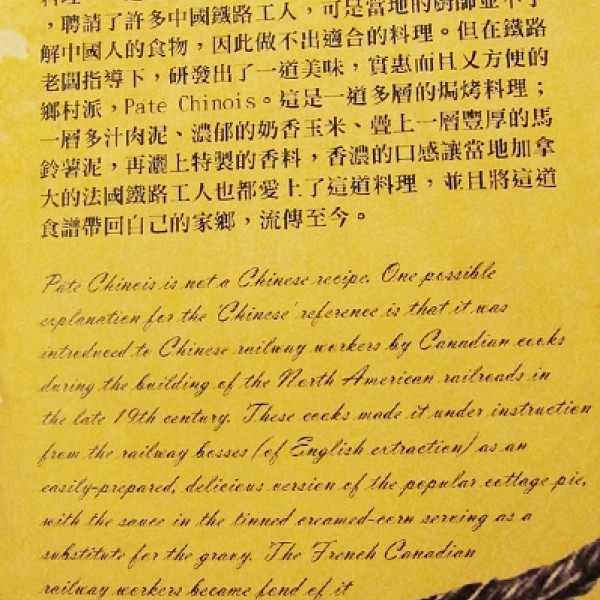 ，聘請了許多中國鐵路工人，可是當地的廚師並不了
解中國人的食物，因此做不出適合的料理。但在鐵路
老闆指導下，研發出了一道美味，實惠而且又方便的
鄉村派，Pate Chinois。這是一道多層的焗烤料理；
一層多汁肉泥、濃郁的奶香玉米、疊上一層豐厚的馬
鈴薯泥，再灑上特製的香料，香濃的口感讓當地加拿
大的法國鐵路工人也都愛上了這道料理，並且將這道
食譜帶回自己的家鄉，流傳至今。
Pate Chinois is not a Chinese recipe. One possible
explanation for the 'Chinese' reference is that it was
introduced to Chinese railway workers by Canadian cooks
during the building of the North American railroads in
the late 19th century. These cooks made it under instruction
from the railway bosses (of English extraction) as an
easily-prepared, delicious version of the popular cottage pie,
with the sauce in the tinned creamed-corn serving as a
substitute for the gravy. The French Canadian
railway workers became fond of it